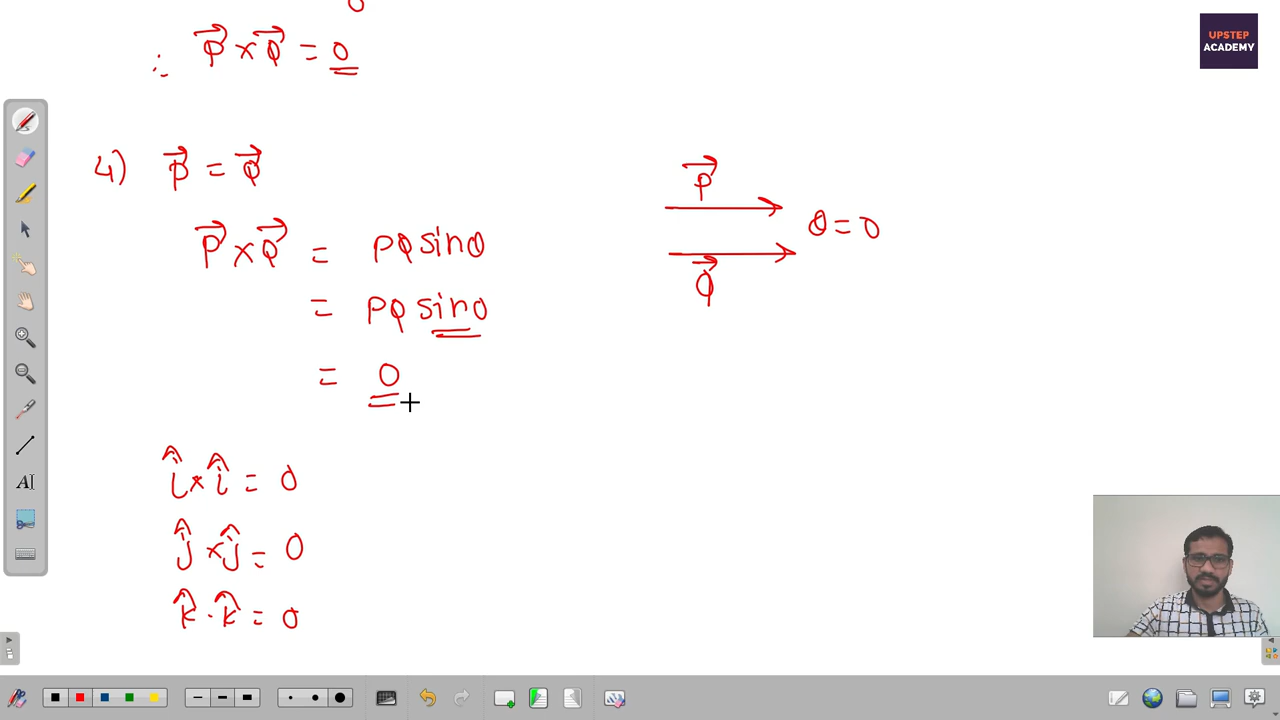 UPSTEP
ACADEMY
∴ P⃗ × Q⃗ = 0
4) P⃗ = Q⃗
P⃗ × Q⃗ = PQ sinθ
= PQ sin0
= 0
P⃗
θ = 0
Q⃗
î × î = 0
ĵ × ĵ = 0
k̂ · k̂ = 0